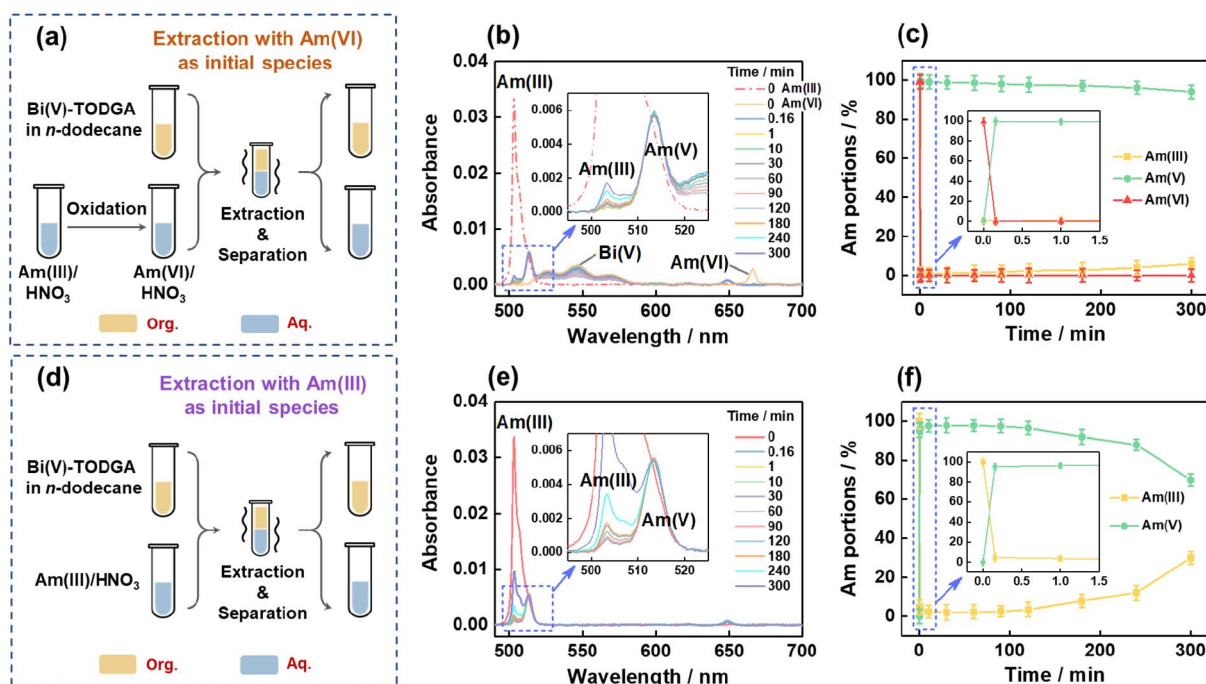 (a)
Extraction with Am(VI)
as initial species
Bi(V)-TODGA
in n-dodecane
Oxidation
Extraction
&
Separation
Am(III)/
HNO3
Am(VI)/
HNO3
Org.
Aq.
(b)
Absorbance
0.04
0.03
0.02
0.01
0.00
Am(III)
Time / min
0 Am(III)
0 Am(VI)
0.16
1
10
30
60
90
120
180
240
300
0.006
0.004
0.002
0.000
Am(III)
Am(V)
500
510
520
Bi(V)
Am(VI)
500
550
600
650
700
Wavelength / nm
(c)
Am portions / %
100
80
60
40
20
0
100
80
60
40
20
0
0.0
0.5
1.0
1.5
Am(III)
Am(V)
Am(VI)
0
100
200
300
Time / min
(d)
Extraction with Am(III)
as initial species
Bi(V)-TODGA
in n-dodecane
Am(III)/HNO3
Extraction
&
Separation
Org.
Aq.
(e)
Absorbance
0.04
0.03
0.02
0.01
0.00
Am(III)
Time / min
0
0.16
1
10
30
60
90
120
180
240
300
0.006
0.004
0.002
0.000
Am(III)
Am(V)
500
510
520
500
550
600
650
700
Wavelength / nm
(f)
Am portions / %
100
80
60
40
20
0
100
80
60
40
20
0
0.0
0.5
1.0
1.5
Am(III)
Am(V)
0
100
200
300
Time / min